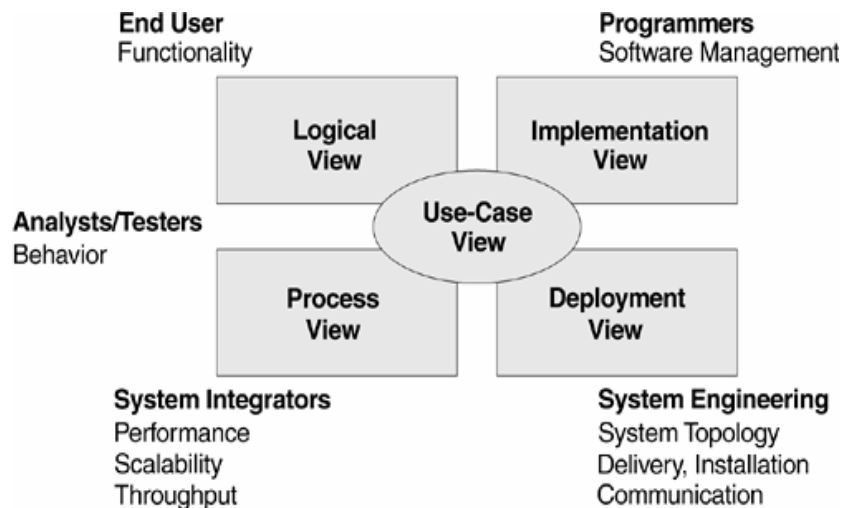 End User
Functionality
Programmers
Software Management
Logical
View
Implementation
View
Analysts/Testers
Behavior
Use-Case
View
Process
View
Deployment
View
System Integrators
Performance
Scalability
Throughput
System Engineering
System Topology
Delivery, Installation
Communication